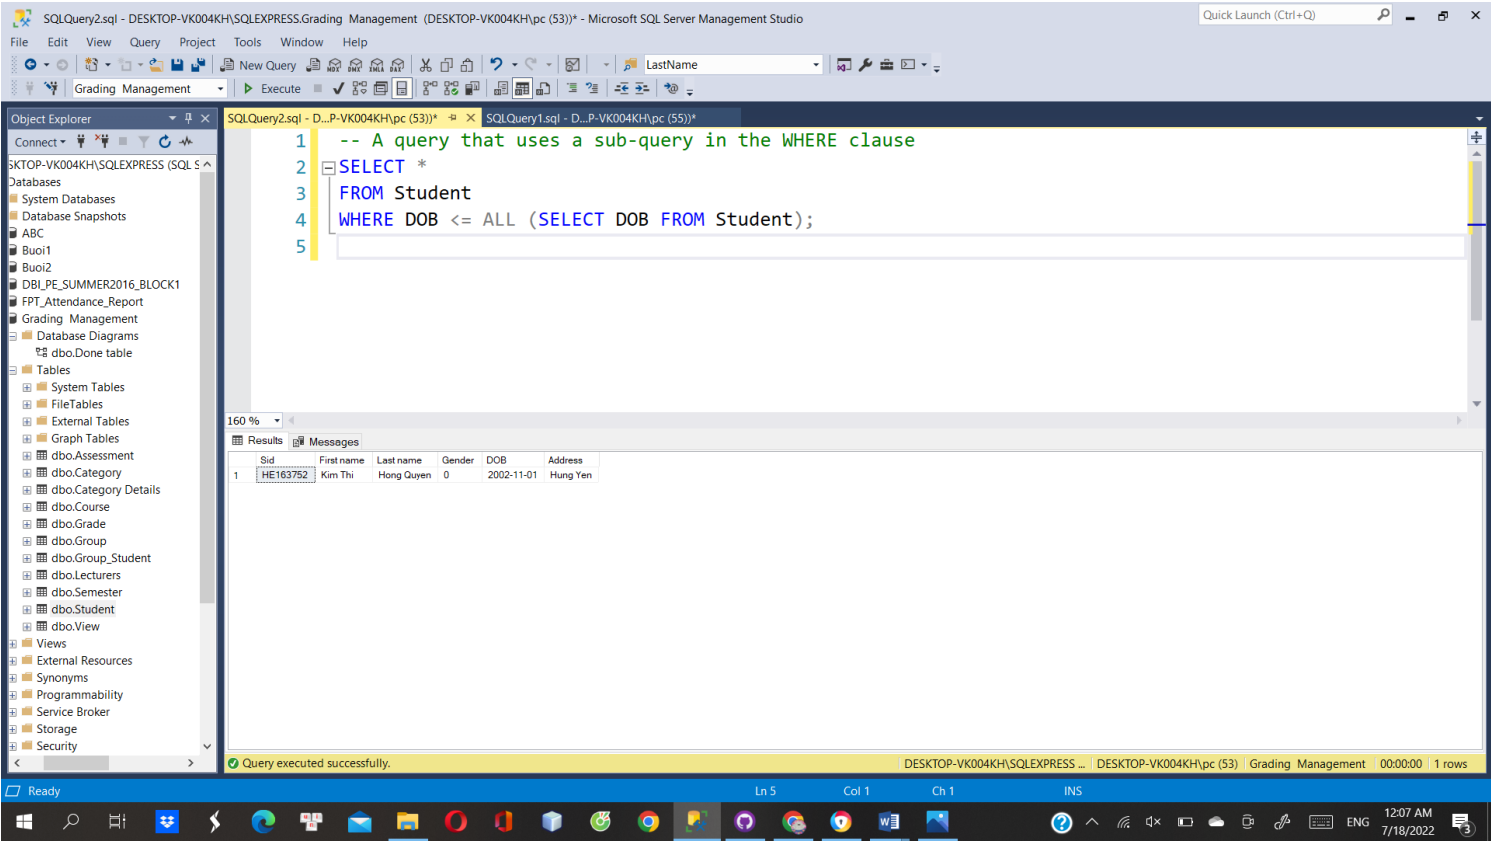 SQLQuery2.sql - DESKTOP-VK004KH\SQLEXPRESS.Grading Management (DESKTOP-VK004KH\pc (53))* - Microsoft SQL Server Management Studio
Quick Launch (Ctrl+Q)
File Edit View Query Project Tools Window Help
New Query MDX DMX XMLA DAX LastName
Grading Management Execute
Object Explorer
SQLQuery2.sql - D...P-VK004KH\pc (53))* SQLQuery1.sql - D...P-VK004KH\pc (55))*
Connect
SKTOP-VK004KH\SQLEXPRESS (SQL S
Databases
System Databases
Database Snapshots
ABC
Buoi1
Buoi2
DBI_PE_SUMMER2016_BLOCK1
FPT_Attendance_Report
Grading Management
Database Diagrams
dbo.Done table
Tables
System Tables
FileTables
External Tables
Graph Tables
dbo.Assessment
dbo.Category
dbo.Category Details
dbo.Course
dbo.Grade
dbo.Group
dbo.Group_Student
dbo.Lecturers
dbo.Semester
dbo.Student
dbo.View
Views
External Resources
Synonyms
Programmability
Service Broker
Storage
Security
1 -- A query that uses a sub-query in the WHERE clause
2 SELECT *
3 FROM Student
4 WHERE DOB <= ALL (SELECT DOB FROM Student);
5
160 %
Results Messages
Sid First name Last name Gender DOB Address
1 HE163752 Kim Thi Hong Quyen 0 2002-11-01 Hung Yen
Query executed successfully.
DESKTOP-VK004KH\SQLEXPRESS ... DESKTOP-VK004KH\pc (53) Grading Management 00:00:00 1 rows
Ready Ln 5 Col 1 Ch 1 INS
ENG
12:07 AM
7/18/2022
3